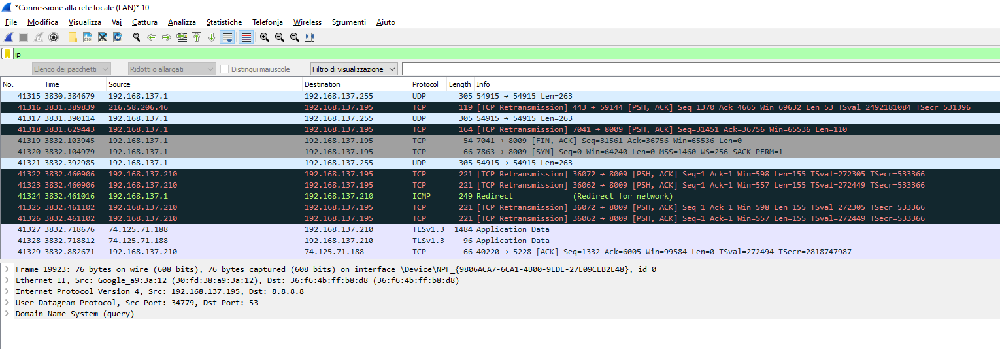 *Connessione alla rete locale (LAN)* 10
File Modifica Visualizza Vai Cattura Analizza Statistiche Telefonia Wireless Strumenti Aiuto
ip
Elenco dei pacchetti Ridotti o allargati Distingui maiuscole Filtro di visualizzazione
No. Time Source Destination Protocol Length Info
41315 3830.384679 192.168.137.1 192.168.137.255 UDP 305 54915 → 54915 Len=263
41316 3831.389839 216.58.206.46 192.168.137.195 TCP 119 [TCP Retransmission] 443 → 59144 [PSH, ACK] Seq=1370 Ack=4665 Win=69632 Len=53 TSval=2492181084 TSecr=531396
41317 3831.390114 192.168.137.1 192.168.137.255 UDP 305 54915 → 54915 Len=263
41318 3831.629443 192.168.137.1 192.168.137.195 TCP 164 [TCP Retransmission] 7041 → 8009 [PSH, ACK] Seq=31451 Ack=36756 Win=65536 Len=110
41319 3832.103945 192.168.137.1 192.168.137.195 TCP 54 7041 → 8009 [FIN, ACK] Seq=31561 Ack=36756 Win=65536 Len=0
41320 3832.104979 192.168.137.1 192.168.137.195 TCP 66 7863 → 8009 [SYN] Seq=0 Win=64240 Len=0 MSS=1460 WS=256 SACK_PERM=1
41321 3832.392985 192.168.137.1 192.168.137.255 UDP 305 54915 → 54915 Len=263
41322 3832.460906 192.168.137.210 192.168.137.195 TCP 221 [TCP Retransmission] 36072 → 8009 [PSH, ACK] Seq=1 Ack=1 Win=598 Len=155 TSval=272305 TSecr=533366
41323 3832.460906 192.168.137.210 192.168.137.195 TCP 221 [TCP Retransmission] 36062 → 8009 [PSH, ACK] Seq=1 Ack=1 Win=557 Len=155 TSval=272449 TSecr=533366
41324 3832.461016 192.168.137.1 192.168.137.210 ICMP 249 Redirect (Redirect for network)
41325 3832.461102 192.168.137.210 192.168.137.195 TCP 221 [TCP Retransmission] 36072 → 8009 [PSH, ACK] Seq=1 Ack=1 Win=598 Len=155 TSval=272305 TSecr=533366
41326 3832.461102 192.168.137.210 192.168.137.195 TCP 221 [TCP Retransmission] 36062 → 8009 [PSH, ACK] Seq=1 Ack=1 Win=557 Len=155 TSval=272449 TSecr=533366
41327 3832.718676 74.125.71.188 192.168.137.210 TLSv1.3 1484 Application Data
41328 3832.718812 74.125.71.188 192.168.137.210 TLSv1.3 96 Application Data
41329 3832.882671 192.168.137.210 74.125.71.188 TCP 66 40220 → 5228 [ACK] Seq=1332 Ack=6005 Win=99584 Len=0 TSval=272494 TSecr=2818747987
Frame 19923: 76 bytes on wire (608 bits), 76 bytes captured (608 bits) on interface \Device\NPF_{9806ACA7-6CA1-4B00-9EDE-27E09CEB2E48}, id 0
Ethernet II, Src: Google_a9:3a:12 (30:fd:38:a9:3a:12), Dst: 36:f6:4b:ff:b8:d8 (36:f6:4b:ff:b8:d8)
Internet Protocol Version 4, Src: 192.168.137.195, Dst: 8.8.8.8
User Datagram Protocol, Src Port: 34779, Dst Port: 53
Domain Name System (query)